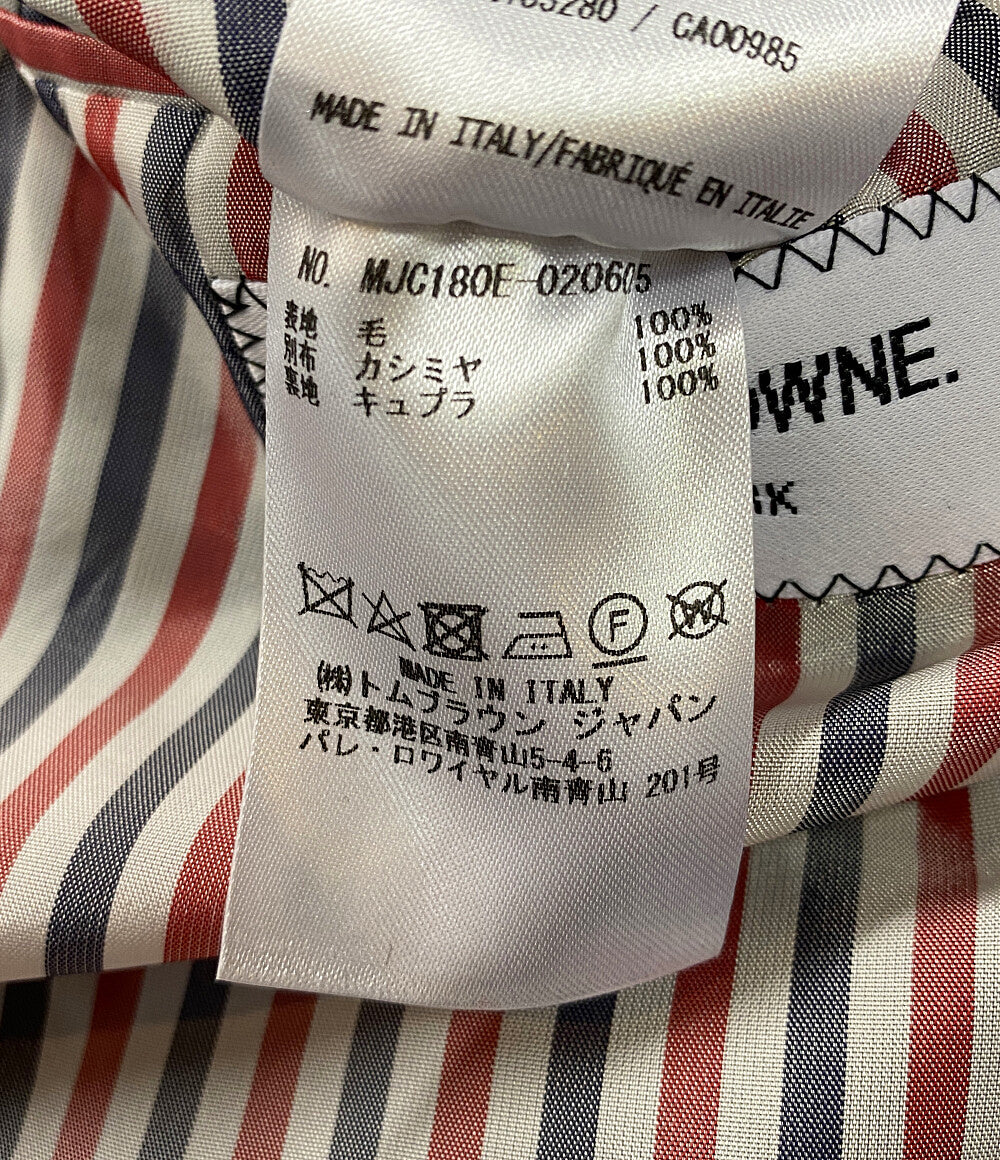 / CA00985
MADE IN ITALY/FABRIQUÉ EN ITALIE
NO. MJC180E-020605
表地 毛 100%
別布 カシミヤ 100%
裏地 キュプラ 100%
WNE.
F
W
MADE IN ITALY
(株)トムブラウン ジャパン
東京都港区南青山5-4-6
パレ・ロワイヤル南青山 201号